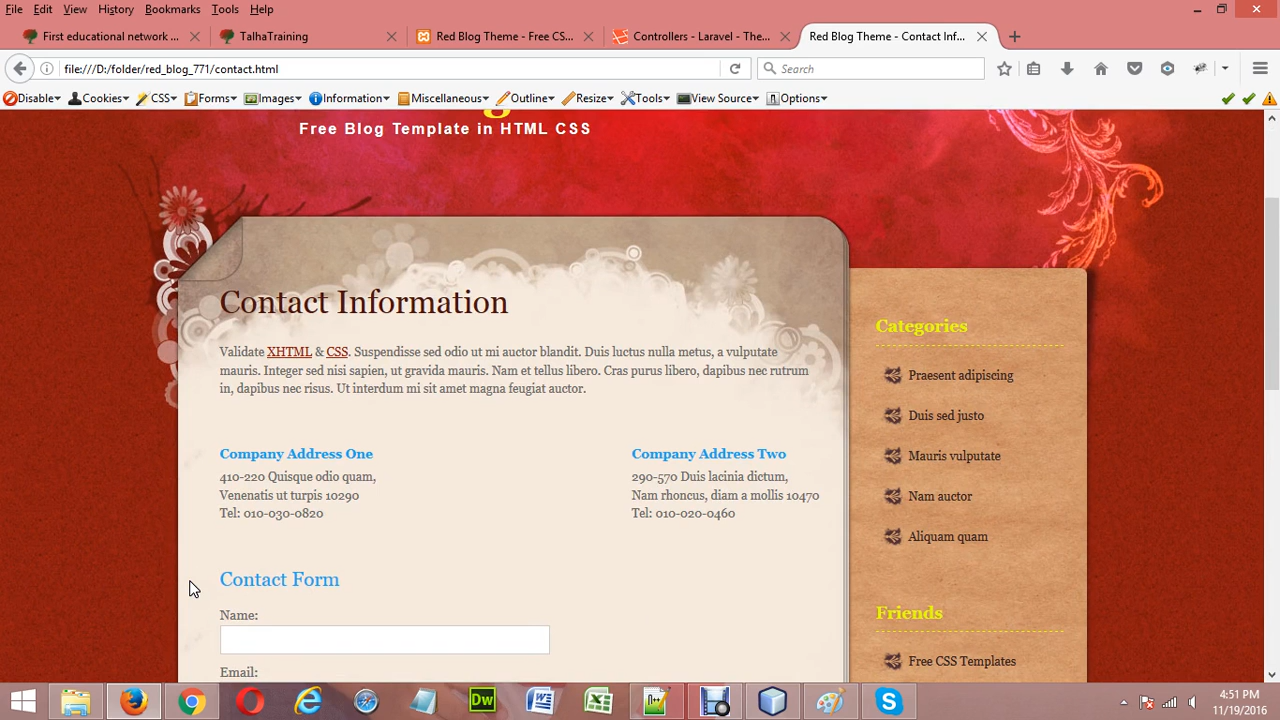 File Edit View History Bookmarks Tools Help
First educational network ...
TalhaTraining
Red Blog Theme - Free CS...
Controllers - Laravel - The...
Red Blog Theme - Contact Inf...
file:///D:/folder/red_blog_771/contact.html
Search
Disable Cookies CSS Forms Images Information Miscellaneous Outline Resize Tools View Source Options
Free Blog Template in HTML CSS
Contact Information
Validate XHTML & CSS. Suspendisse sed odio ut mi auctor blandit. Duis luctus nulla metus, a vulputate
mauris. Integer sed nisi sapien, ut gravida mauris. Nam et tellus libero. Cras purus libero, dapibus nec rutrum
in, dapibus nec risus. Ut interdum mi sit amet magna feugiat auctor.
Company Address One
410-220 Quisque odio quam,
Venenatis ut turpis 10290
Tel: 010-030-0820
Company Address Two
290-570 Duis lacinia dictum,
Nam rhoncus, diam a mollis 10470
Tel: 010-020-0460
Contact Form
Name:
Email:
Categories
Praesent adipiscing
Duis sed justo
Mauris vulputate
Nam auctor
Aliquam quam
Friends
Free CSS Templates
Dw
4:51 PM
11/19/2016